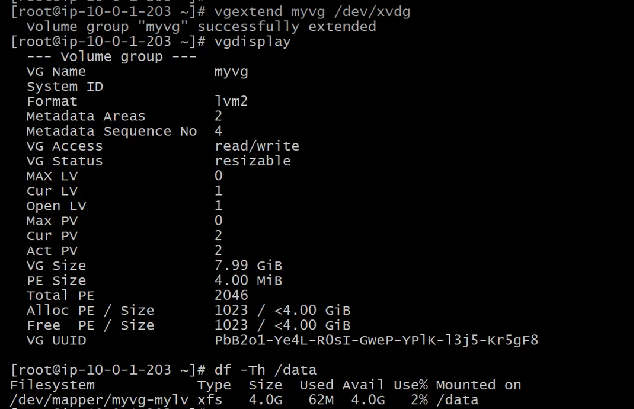 [root@ip-10-0-1-203 ~]# vgextend myvg /dev/xvdg
  volume group "myvg" successfully extended
[root@ip-10-0-1-203 ~]# vgdisplay
  --- Volume group ---
  VG Name               myvg
  System ID
  Format                lvm2
  Metadata Areas        2
  Metadata Sequence No  4
  VG Access             read/write
  VG Status             resizable
  MAX LV                0
  Cur LV                1
  Open LV               1
  Max PV                0
  Cur PV                2
  Act PV                2
  VG Size               7.99 GiB
  PE Size               4.00 MiB
  Total PE              2046
  Alloc PE / Size       1023 / <4.00 GiB
  Free  PE / Size       1023 / <4.00 GiB
  VG UUID               PbB2o1-Ye4L-R0sI-GweP-YPlK-l3j5-Kr5gF8

[root@ip-10-0-1-203 ~]# df -Th /data
Filesystem            Type  Size  Used Avail Use% Mounted on
/dev/mapper/myvg-mylv xfs   4.0G   62M  4.0G   2% /data